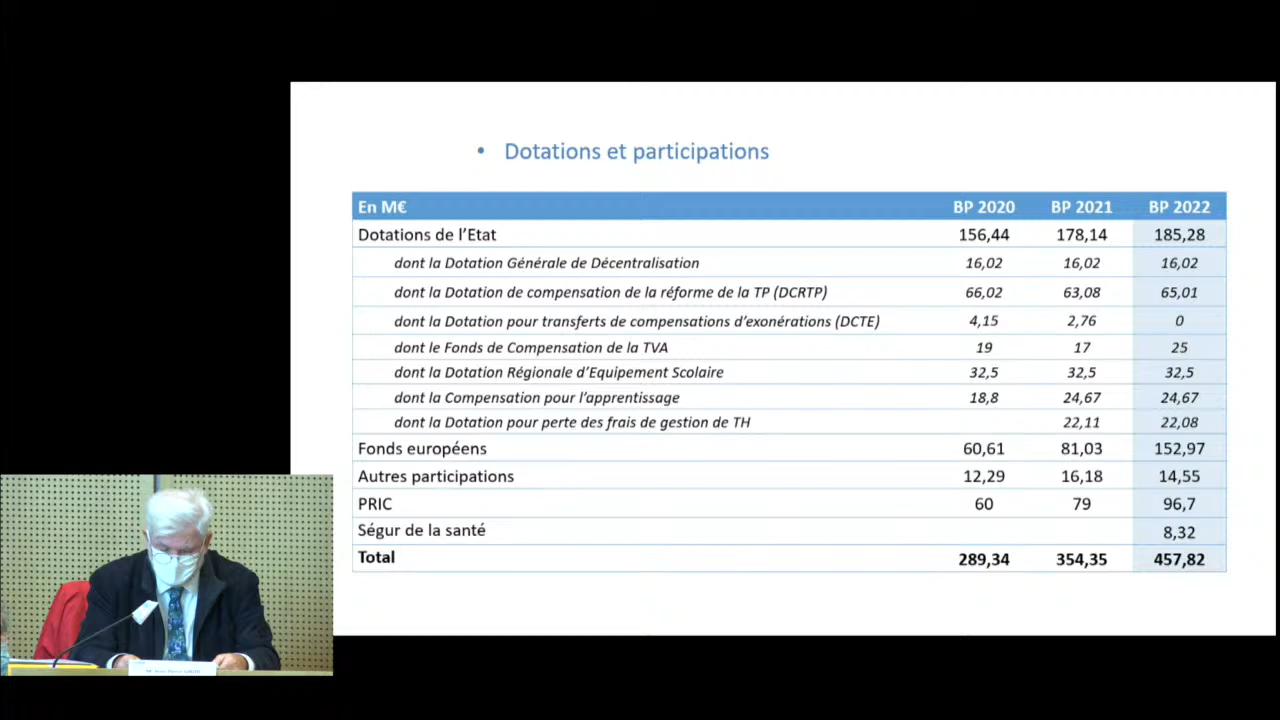 • Dotations et participations
En M€ BP 2020 BP 2021 BP 2022
Dotations de l'Etat 156,44 178,14 185,28
dont la Dotation Générale de Décentralisation 16,02 16,02 16,02
dont la Dotation de compensation de la réforme de la TP (DCRTP) 66,02 63,08 65,01
dont la Dotation pour transferts de compensations d'exonérations (DCTE) 4,15 2,76 0
dont le Fonds de Compensation de la TVA 19 17 25
dont la Dotation Régionale d'Equipement Scolaire 32,5 32,5 32,5
dont la Compensation pour l'apprentissage 18,8 24,67 24,67
dont la Dotation pour perte des frais de gestion de TH 22,11 22,08
Fonds européens 60,61 81,03 152,97
Autres participations 12,29 16,18 14,55
PRIC 60 79 96,7
Ségur de la santé 8,32
Total 289,34 354,35 457,82